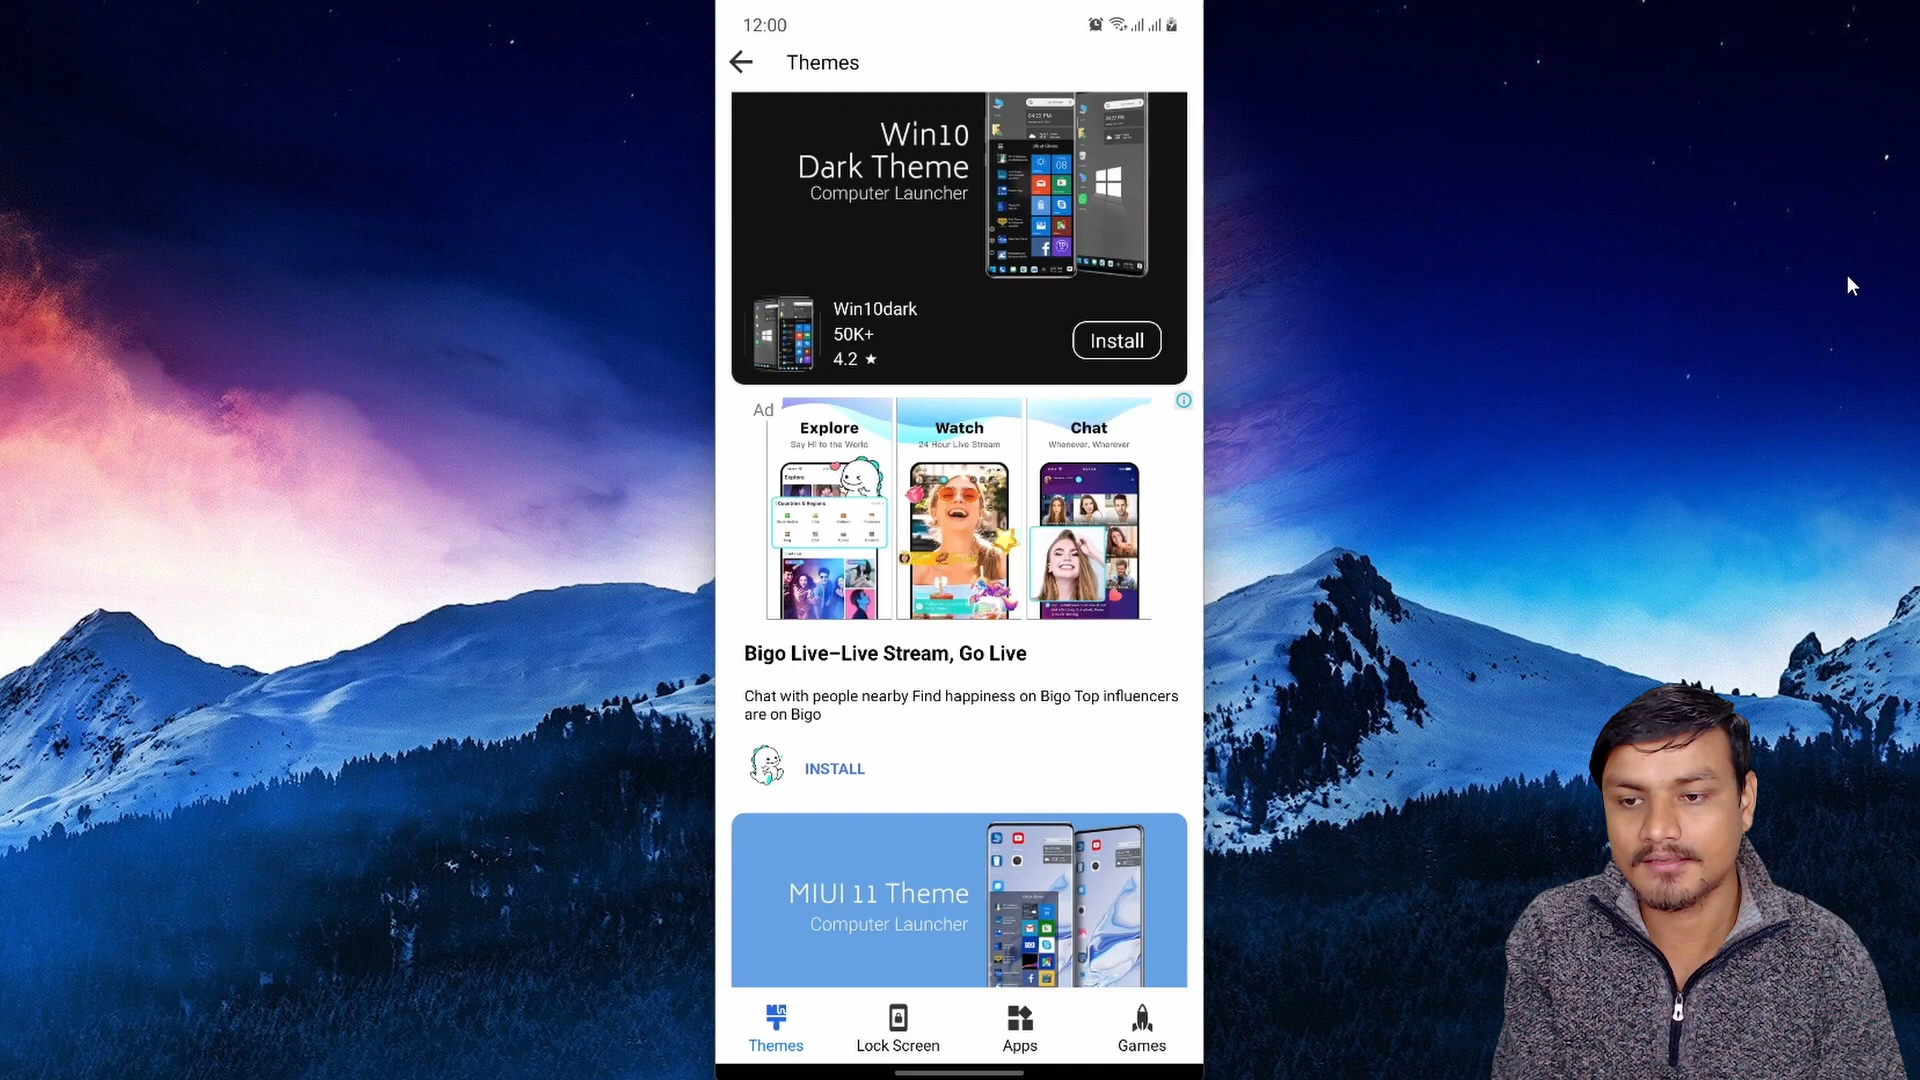 12:00
Themes
Win10
Dark Theme
Computer Launcher
Win10dark
50K+
4.2 ★
Install
Ad
Explore
Say Hi to the World
Watch
24 Hour Live Stream
Chat
Whenever, Wherever
Explore
Countries & Regions
Bigo Live–Live Stream, Go Live
Chat with people nearby Find happiness on Bigo Top influencers
are on Bigo
INSTALL
MIUI 11 Theme
Computer Launcher
Themes
Lock Screen
Apps
Games